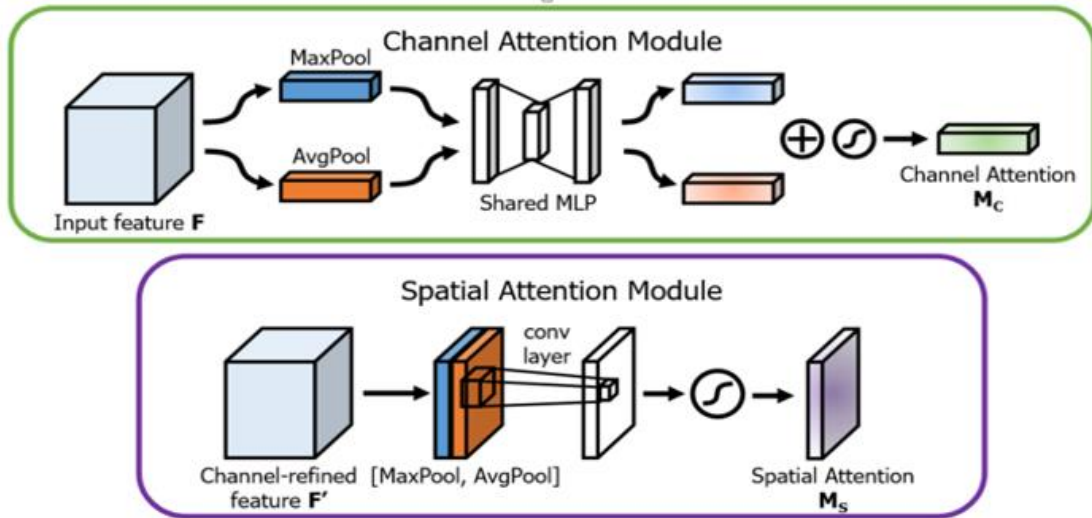 Channel Attention Module
MaxPool
AvgPool
Input feature F
Shared MLP
Channel Attention
M_C
Spatial Attention Module
conv
layer
Channel-refined
feature F'
[MaxPool, AvgPool]
Spatial Attention
M_S